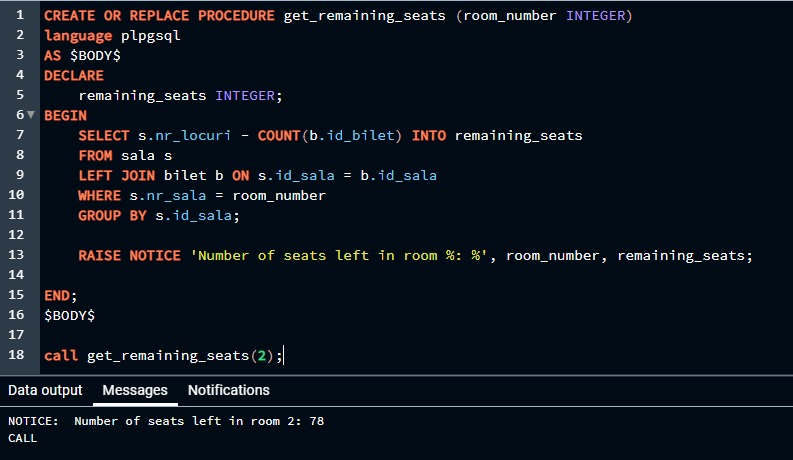 1 CREATE OR REPLACE PROCEDURE get_remaining_seats (room_number INTEGER)
2 language plpgsql
3 AS $BODY$
4 DECLARE
5     remaining_seats INTEGER;
6 BEGIN
7     SELECT s.nr_locuri - COUNT(b.id_bilet) INTO remaining_seats
8     FROM sala s
9     LEFT JOIN bilet b ON s.id_sala = b.id_sala
10     WHERE s.nr_sala = room_number
11     GROUP BY s.id_sala;
12
13     RAISE NOTICE 'Number of seats left in room %: %', room_number, remaining_seats;
14
15 END;
16 $BODY$
17
18 call get_remaining_seats(2);
Data output Messages Notifications
NOTICE:  Number of seats left in room 2: 78
CALL